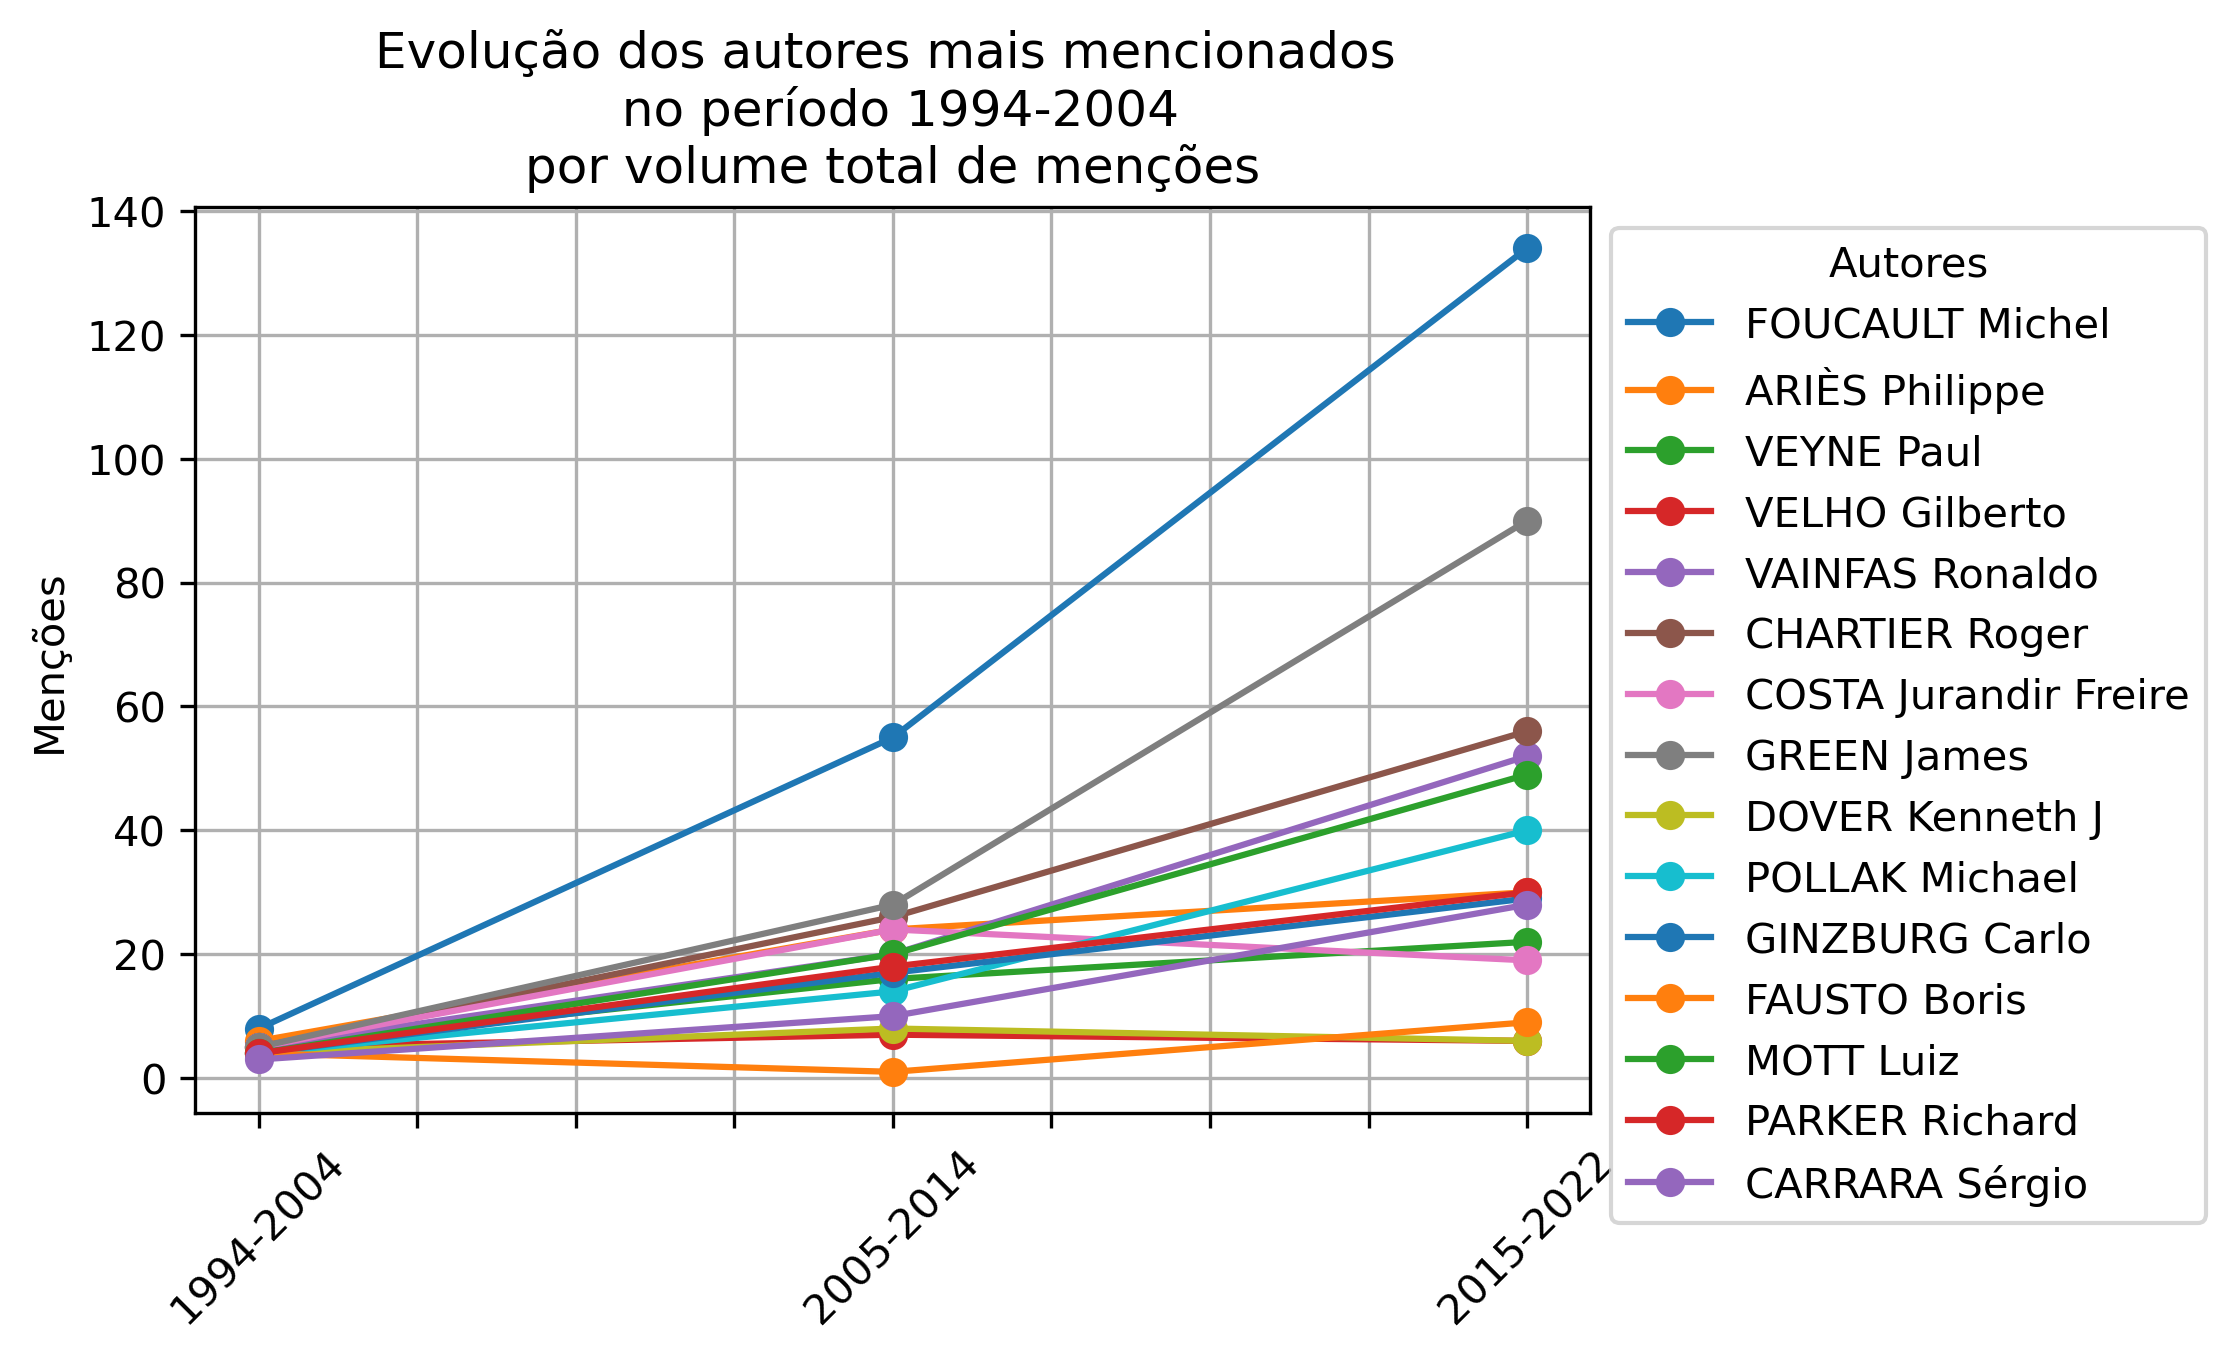 Evolução dos autores mais mencionados
no período 1994-2004
por volume total de menções
Menções
140
120
100
80
60
40
20
0
1994-2004
2005-2014
2015-2022
Autores
FOUCAULT Michel
ARIÈS Philippe
VEYNE Paul
VELHO Gilberto
VAINFAS Ronaldo
CHARTIER Roger
COSTA Jurandir Freire
GREEN James
DOVER Kenneth J
POLLAK Michael
GINZBURG Carlo
FAUSTO Boris
MOTT Luiz
PARKER Richard
CARRARA Sérgio